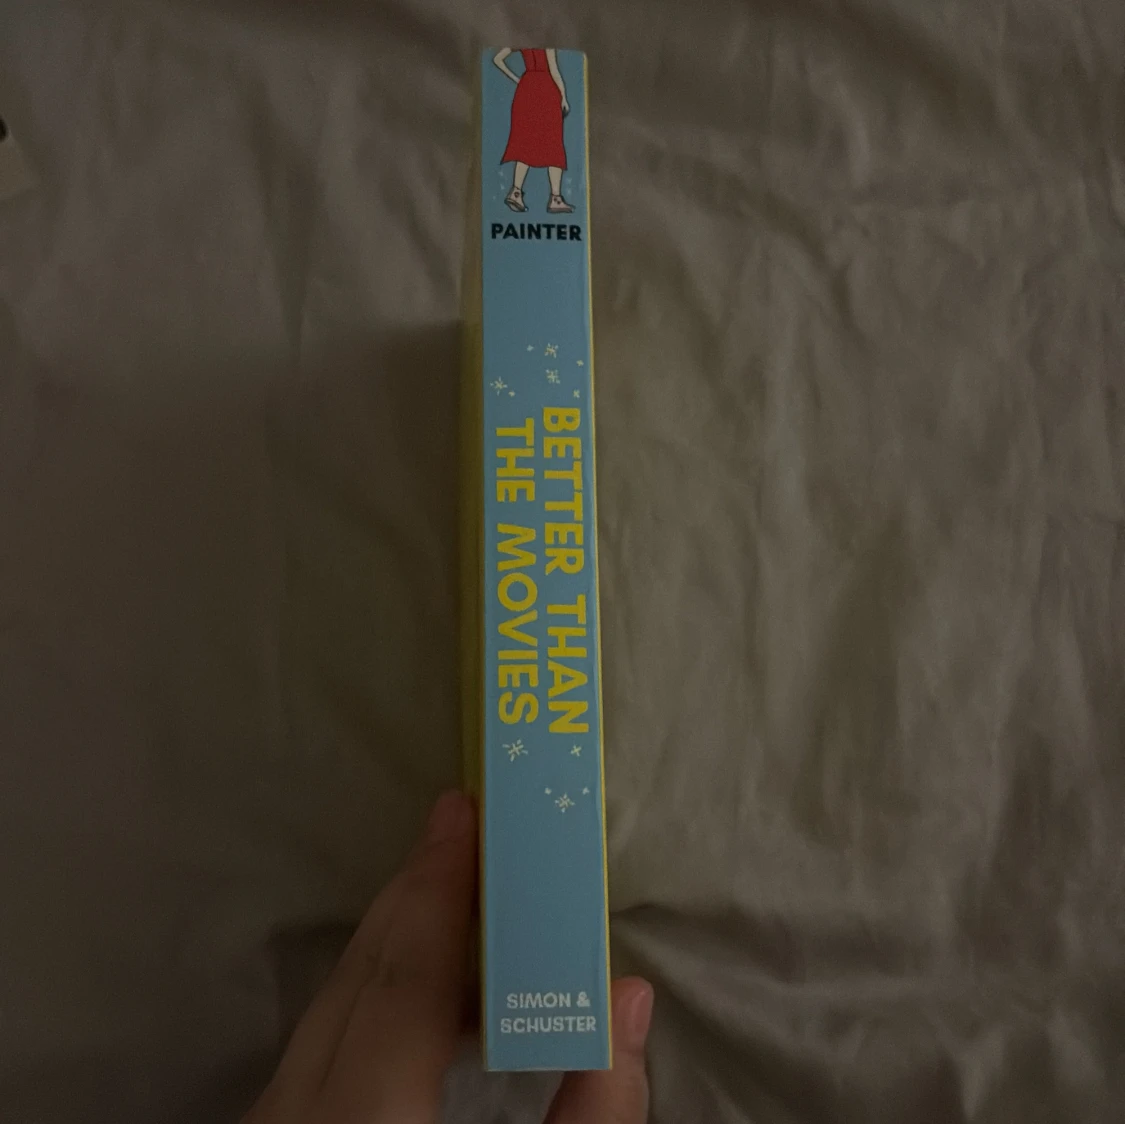 PAINTER
BETTER THAN
THE MOVIES
SIMON &
SCHUSTER